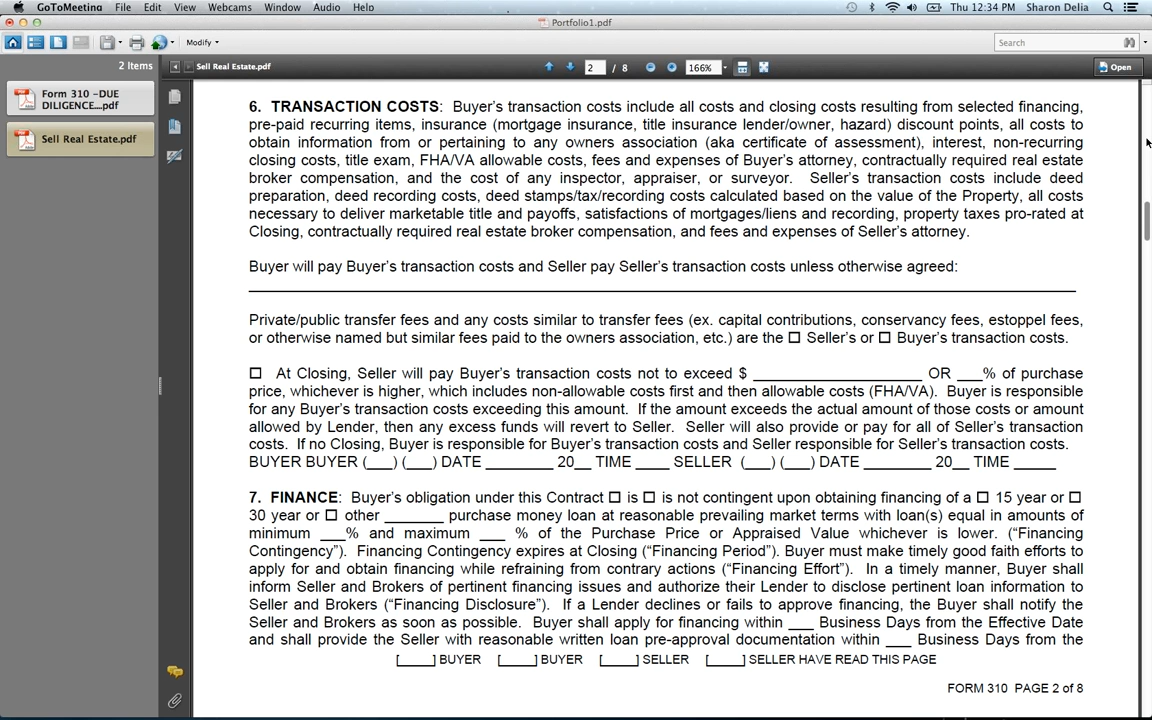 GoToMeeting File Edit View Webcams Window Audio Help Thu 12:34 PM Sharon Delia
Portfolio1.pdf
Modify Search
2 Items
Sell Real Estate.pdf 2 / 8 166% Open
Form 310 -DUE
DILIGENCE....pdf
Sell Real Estate.pdf
6. TRANSACTION COSTS: Buyer's transaction costs include all costs and closing costs resulting from selected financing,
pre-paid recurring items, insurance (mortgage insurance, title insurance lender/owner, hazard) discount points, all costs to
obtain information from or pertaining to any owners association (aka certificate of assessment), interest, non-recurring
closing costs, title exam, FHA/VA allowable costs, fees and expenses of Buyer's attorney, contractually required real estate
broker compensation, and the cost of any inspector, appraiser, or surveyor. Seller's transaction costs include deed
preparation, deed recording costs, deed stamps/tax/recording costs calculated based on the value of the Property, all costs
necessary to deliver marketable title and payoffs, satisfactions of mortgages/liens and recording, property taxes pro-rated at
Closing, contractually required real estate broker compensation, and fees and expenses of Seller's attorney.
Buyer will pay Buyer's transaction costs and Seller pay Seller's transaction costs unless otherwise agreed:
Private/public transfer fees and any costs similar to transfer fees (ex. capital contributions, conservancy fees, estoppel fees,
or otherwise named but similar fees paid to the owners association, etc.) are the ☐ Seller's or ☐ Buyer's transaction costs.
☐ At Closing, Seller will pay Buyer's transaction costs not to exceed $ ____________________ OR ___% of purchase
price, whichever is higher, which includes non-allowable costs first and then allowable costs (FHA/VA). Buyer is responsible
for any Buyer's transaction costs exceeding this amount. If the amount exceeds the actual amount of those costs or amount
allowed by Lender, then any excess funds will revert to Seller. Seller will also provide or pay for all of Seller's transaction
costs. If no Closing, Buyer is responsible for Buyer's transaction costs and Seller responsible for Seller's transaction costs.
BUYER BUYER (___) (___) DATE ________ 20__ TIME ____ SELLER (___) (___) DATE ________ 20__ TIME _____
7. FINANCE: Buyer's obligation under this Contract ☐ is ☐ is not contingent upon obtaining financing of a ☐ 15 year or ☐
30 year or ☐ other _______ purchase money loan at reasonable prevailing market terms with loan(s) equal in amounts of
minimum ___% and maximum ___ % of the Purchase Price or Appraised Value whichever is lower. ("Financing
Contingency"). Financing Contingency expires at Closing ("Financing Period"). Buyer must make timely good faith efforts to
apply for and obtain financing while refraining from contrary actions ("Financing Effort"). In a timely manner, Buyer shall
inform Seller and Brokers of pertinent financing issues and authorize their Lender to disclose pertinent loan information to
Seller and Brokers ("Financing Disclosure"). If a Lender declines or fails to approve financing, the Buyer shall notify the
Seller and Brokers as soon as possible. Buyer shall apply for financing within ___ Business Days from the Effective Date
and shall provide the Seller with reasonable written loan pre-approval documentation within ___ Business Days from the
[____] BUYER [____] BUYER [____] SELLER [____] SELLER HAVE READ THIS PAGE
FORM 310 PAGE 2 of 8